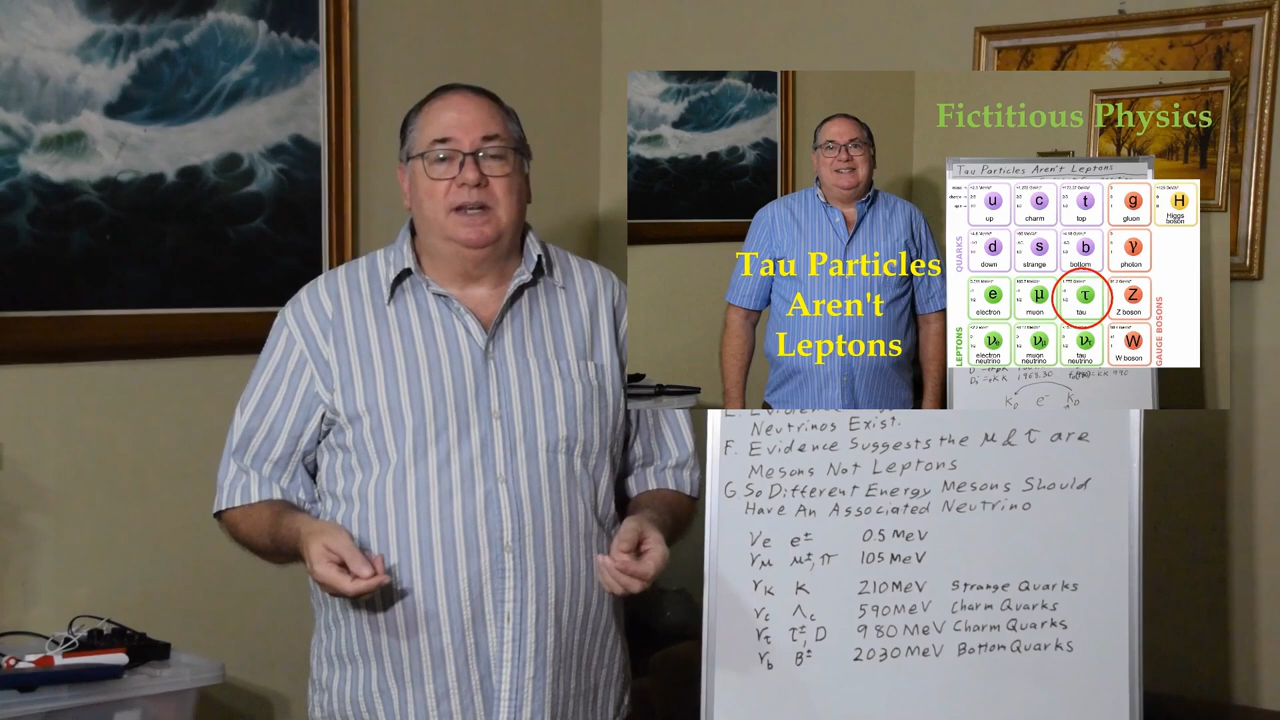 Fictitious Physics
Tau Particles Aren't Leptons
Tau Particles
Aren't
Leptons
u
up
c
charm
t
top
g
gluon
H
Higgs
boson
QUARKS
d
down
s
strange
b
bottom
γ
photon
e
electron
μ
muon
τ
tau
Z
Z boson
LEPTONS
νe
electron
neutrino
νμ
muon
neutrino
ντ
tau
neutrino
W
W boson
GAUGE BOSONS
KD e⁻ KD
Neutrinos Exist.
F. Evidence Suggests the μ & τ are
Mesons Not Leptons
G. So Different Energy Mesons Should
Have An Associated Neutrino
νe e± 0.5 MeV
νμ μ±, π 105 MeV
νK K 210 MeV Strange Quarks
νc Λc 590 MeV Charm Quarks
ντ τ±, D 980 MeV Charm Quarks
νb B± 2030 MeV Bottom Quarks